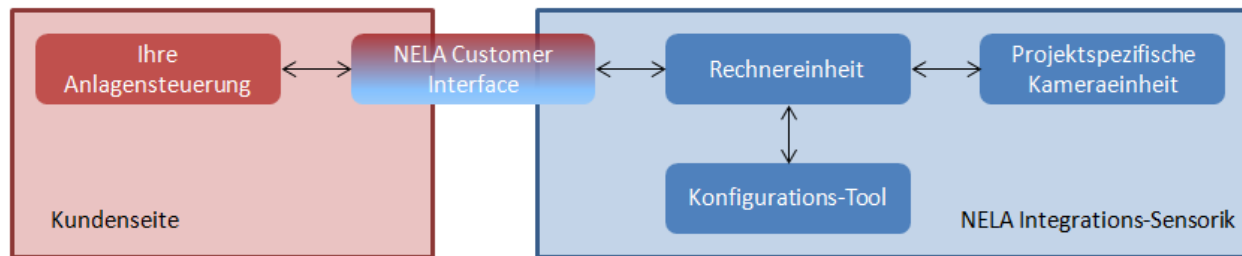 Ihre
Anlagensteuerung
NELA Customer
Interface
Rechnereinheit
Projektspezifische
Kameraeinheit
Konfigurations-Tool
Kundenseite
NELA Integrations-Sensorik